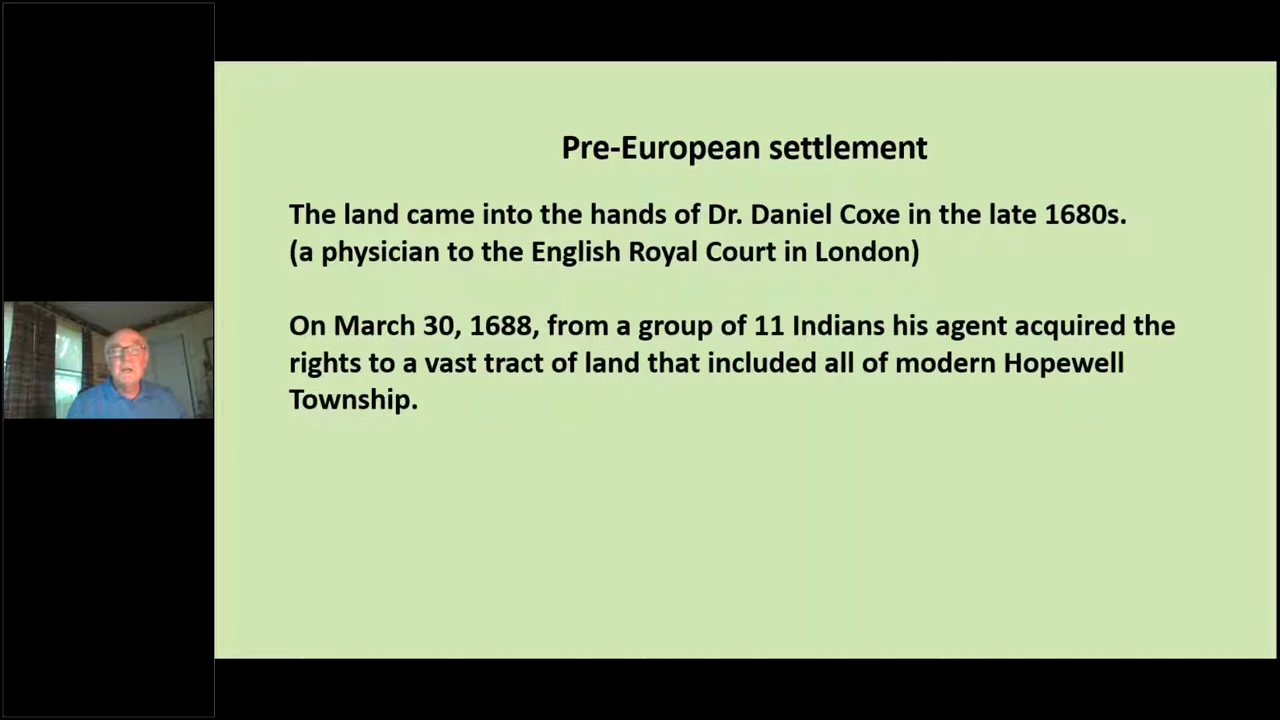 Pre-European settlement
The land came into the hands of Dr. Daniel Coxe in the late 1680s.
(a physician to the English Royal Court in London)
On March 30, 1688, from a group of 11 Indians his agent acquired the
rights to a vast tract of land that included all of modern Hopewell
Township.